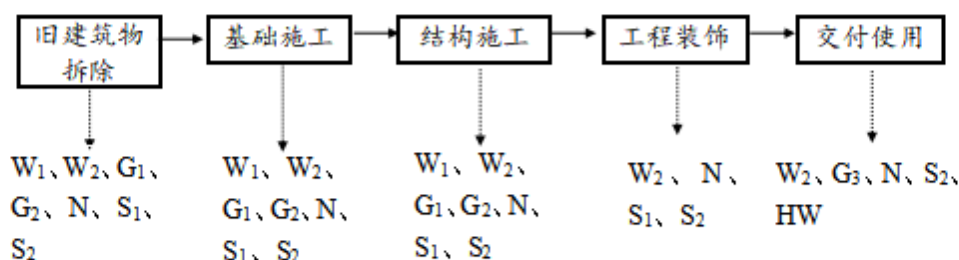 旧建筑物
拆除
基础施工
结构施工
工程装饰
交付使用
W₁、W₂、G₁、
G₂、N、S₁、
S₂
W₁、W₂、
G₁、G₂、N、
S₁、S₂
W₁、W₂、
G₁、G₂、N、
S₁、S₂
W₂、N、
S₁、S₂
W₂、G₃、N、S₂、
HW